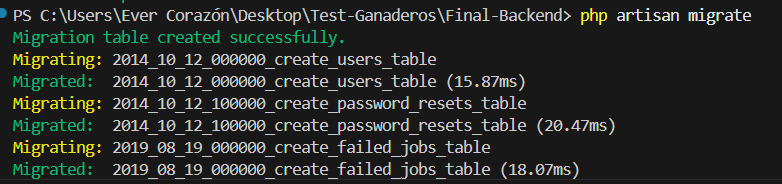 PS C:\Users\Ever Corazón\Desktop\Test-Ganaderos\Final-Backend> php artisan migrate
Migration table created successfully.
Migrating: 2014_10_12_000000_create_users_table
Migrated:  2014_10_12_000000_create_users_table (15.87ms)
Migrating: 2014_10_12_100000_create_password_resets_table
Migrated:  2014_10_12_100000_create_password_resets_table (20.47ms)
Migrating: 2019_08_19_000000_create_failed_jobs_table
Migrated:  2019_08_19_000000_create_failed_jobs_table (18.07ms)